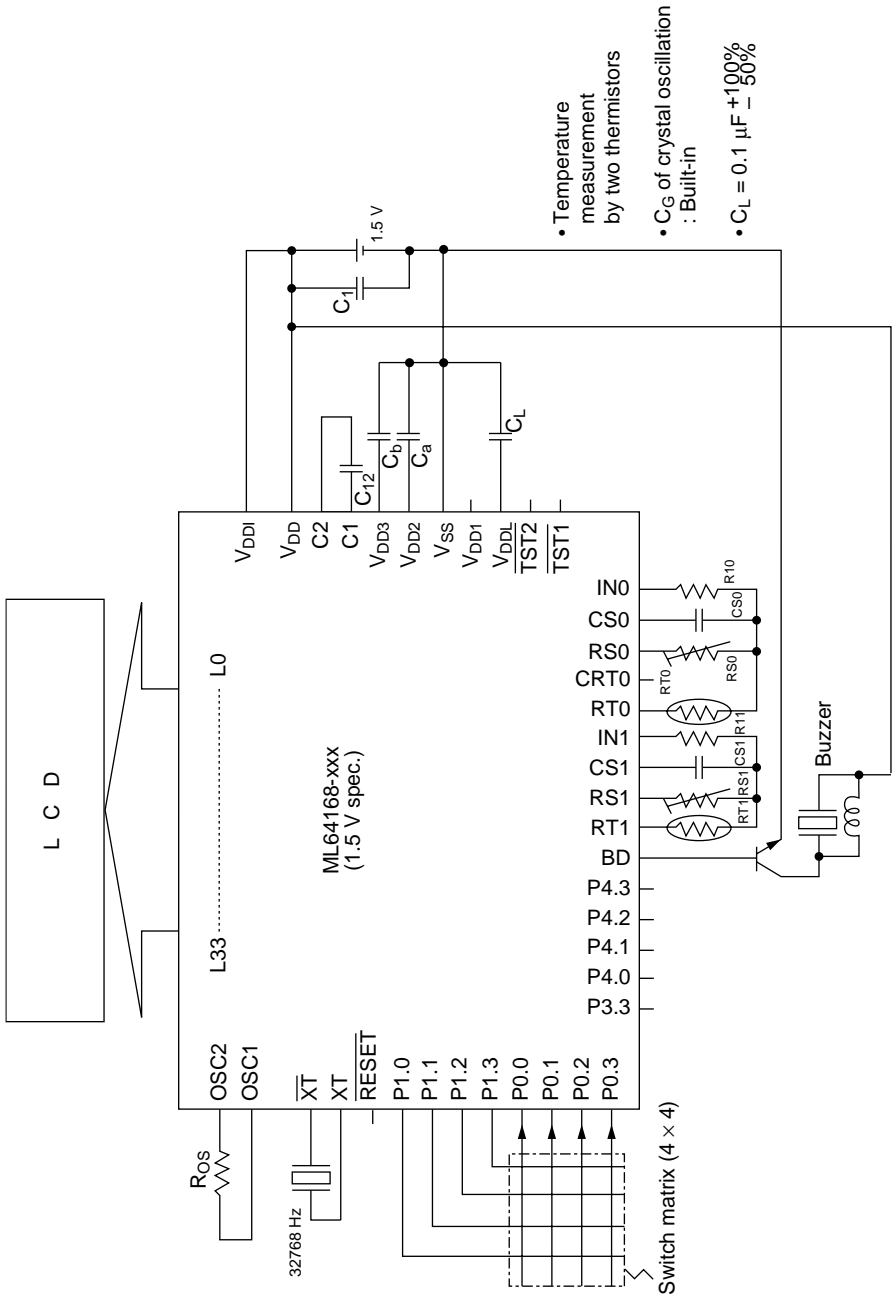 L C D
L33
L0
ML64168-xxx
(1.5 V spec.)
OSC2
OSC1
XT
XT
RESET
P1.0
P1.1
P1.2
P1.3
P0.0
P0.1
P0.2
P0.3
ROS
32768 Hz
Switch matrix (4 × 4)
VDDI
VDD
C2
C1
VDD3
VDD2
VSS
VDD1
VDDL
TST2
TST1
C12
Cb
Ca
CL
C1
1.5 V
IN0
CS0
RS0
CRT0
RT0
IN1
CS1
RS1
RT1
BD
P4.3
P4.2
P4.1
P4.0
P3.3
R10
CS0
RS0
RT0
R11
CS1
RS1
RT1
Buzzer
• Temperature
measurement
by two thermistors
• CG of crystal oscillation
: Built-in
• CL = 0.1 μF +100%
– 50%